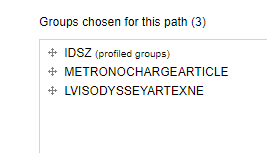 Groups chosen for this path (3)
IDSZ (profiled groups)
METRONOCHARGEARTICLE
LVISODYSSEYARTEXNE